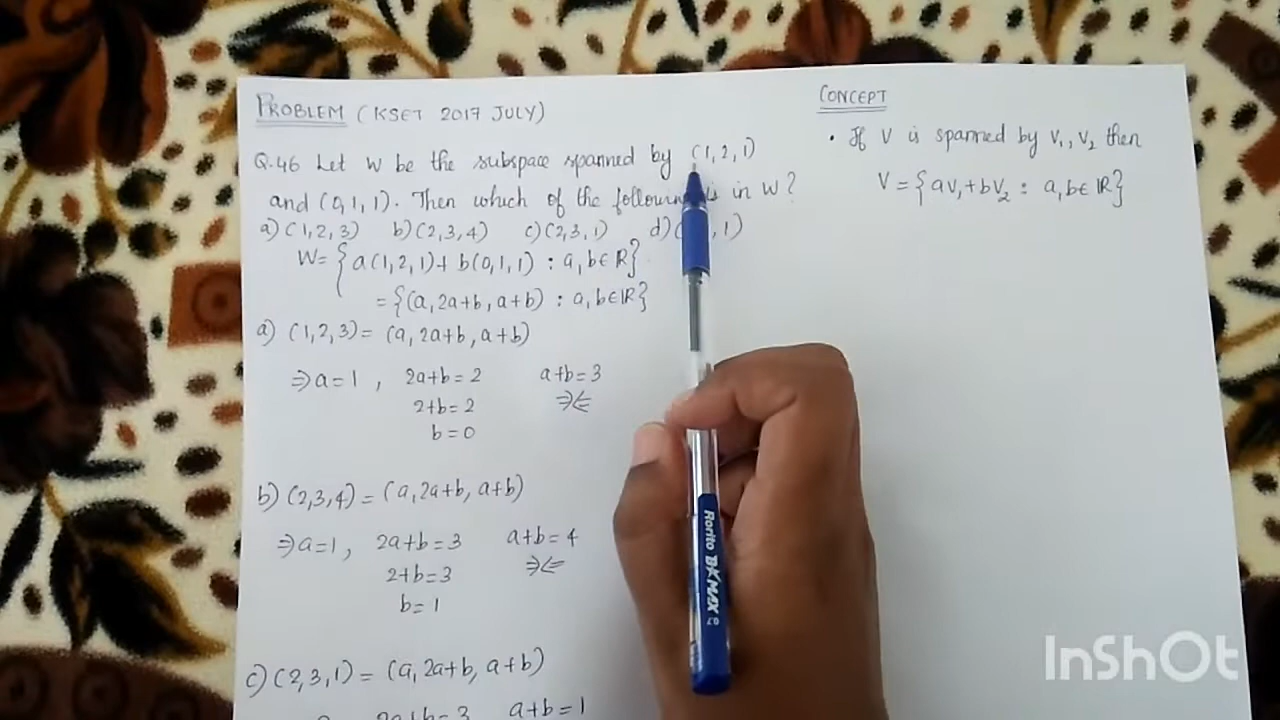 PROBLEM (KSET 2017 JULY)
Q.46 Let W be the subspace spanned by (1, 2, 1)
and (0, 1, 1). Then which of the following is in W?
a) (1, 2, 3) b) (2, 3, 4) c) (2, 3, 1) d) ( , 1)
W = { a(1, 2, 1) + b(0, 1, 1) : a, b ∈ ℝ}
= {(a, 2a+b, a+b) : a, b ∈ ℝ}
a) (1, 2, 3) = (a, 2a+b, a+b)
⇒ a = 1 , 2a+b = 2 a+b = 3
2+b = 2 ⇒⇐
b = 0
b) (2,3,4) = (a, 2a+b, a+b)
⇒ a=1 , 2a+b = 3 a+b = 4
2+b = 3 ⇒⇐
b = 1
c) (2, 3, 1) = (a, 2a+b, a+b)
2a+b = 3 a+b = 1
CONCEPT
• If V is spanned by v₁, v₂ then
V = {av₁ + bv₂ : a, b ∈ ℝ}
Rorito BKMAX
InShOt